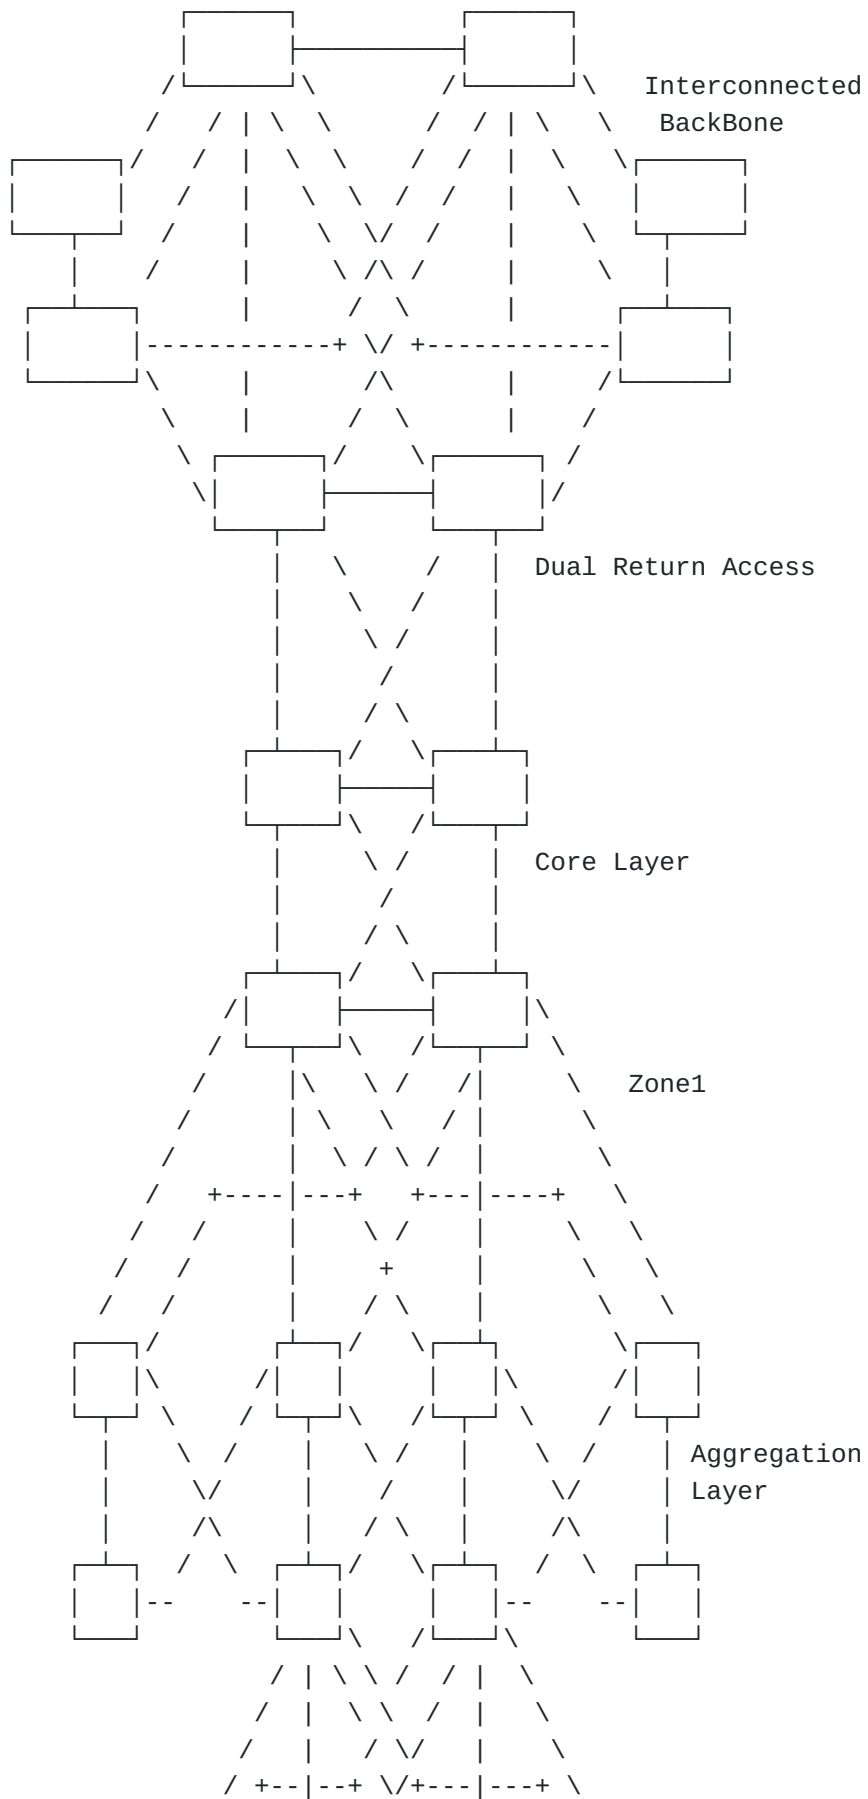 Interconnected
BackBone
Dual Return Access
Core Layer
Zone1
Aggregation
Layer